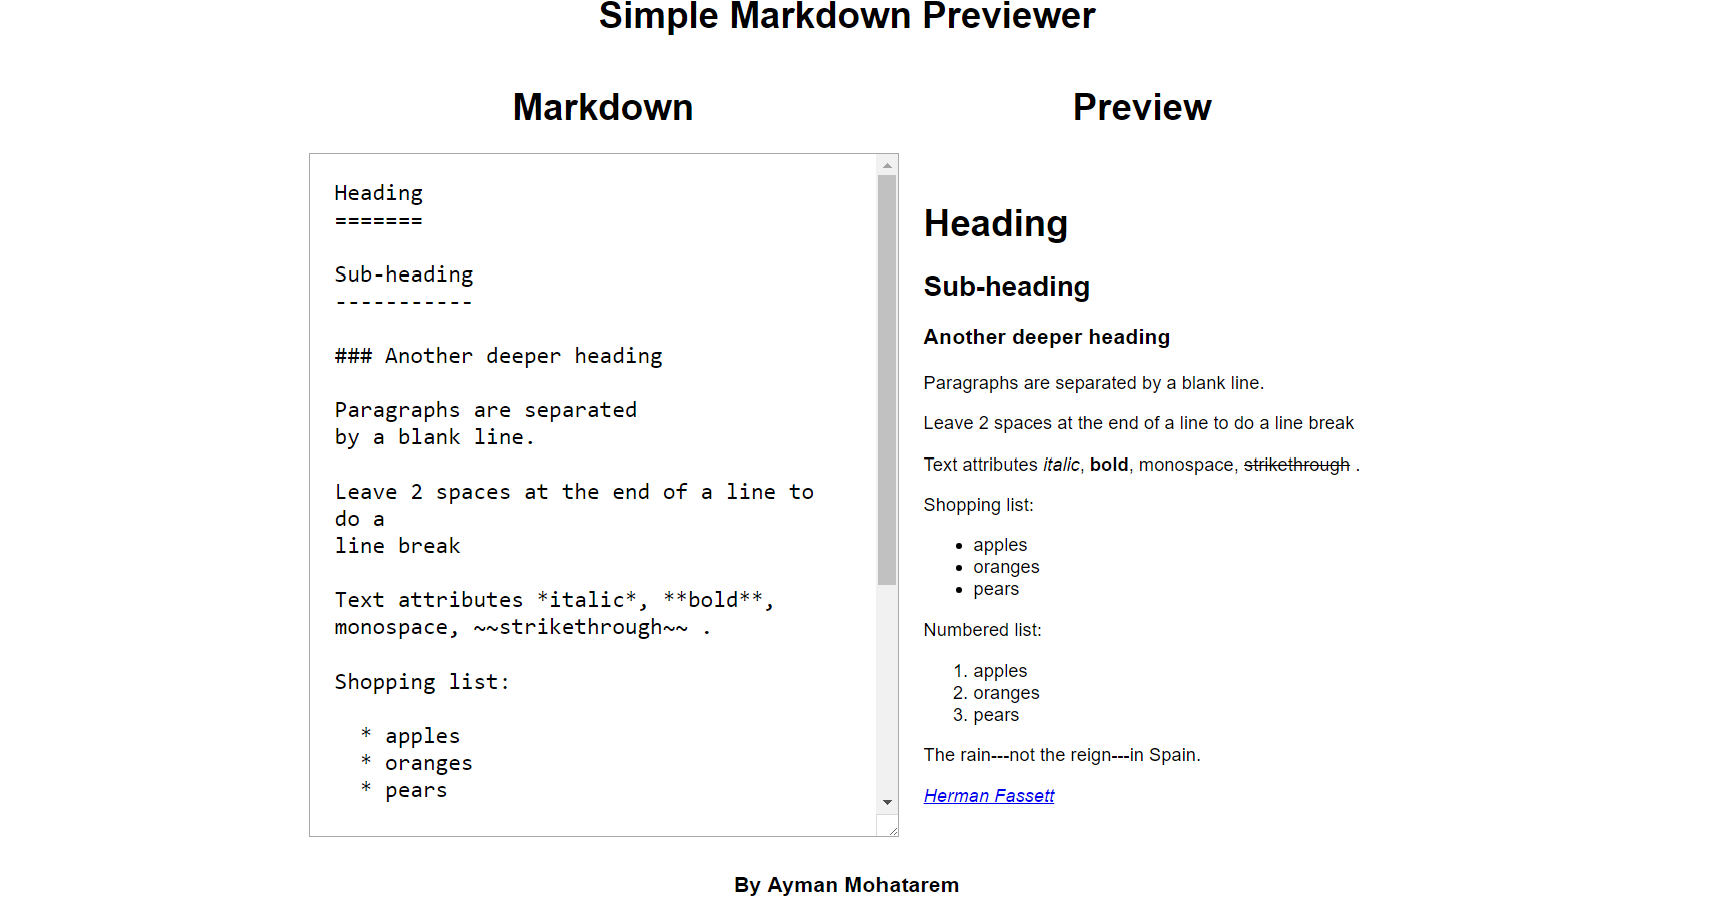 Simple Markdown Previewer
Markdown
Heading
=======
Sub-heading
-----------
### Another deeper heading
Paragraphs are separated
by a blank line.
Leave 2 spaces at the end of a line to
do a
line break
Text attributes *italic*, **bold**,
monospace, ~~strikethrough~~ .
Shopping list:
* apples
* oranges
* pears
Preview
Heading
Sub-heading
Another deeper heading
Paragraphs are separated by a blank line.
Leave 2 spaces at the end of a line to do a line break
Text attributes italic, bold, monospace, strikethrough .
Shopping list:
• apples
• oranges
• pears
Numbered list:
1. apples
2. oranges
3. pears
The rain---not the reign---in Spain.
Herman Fassett
By Ayman Mohatarem